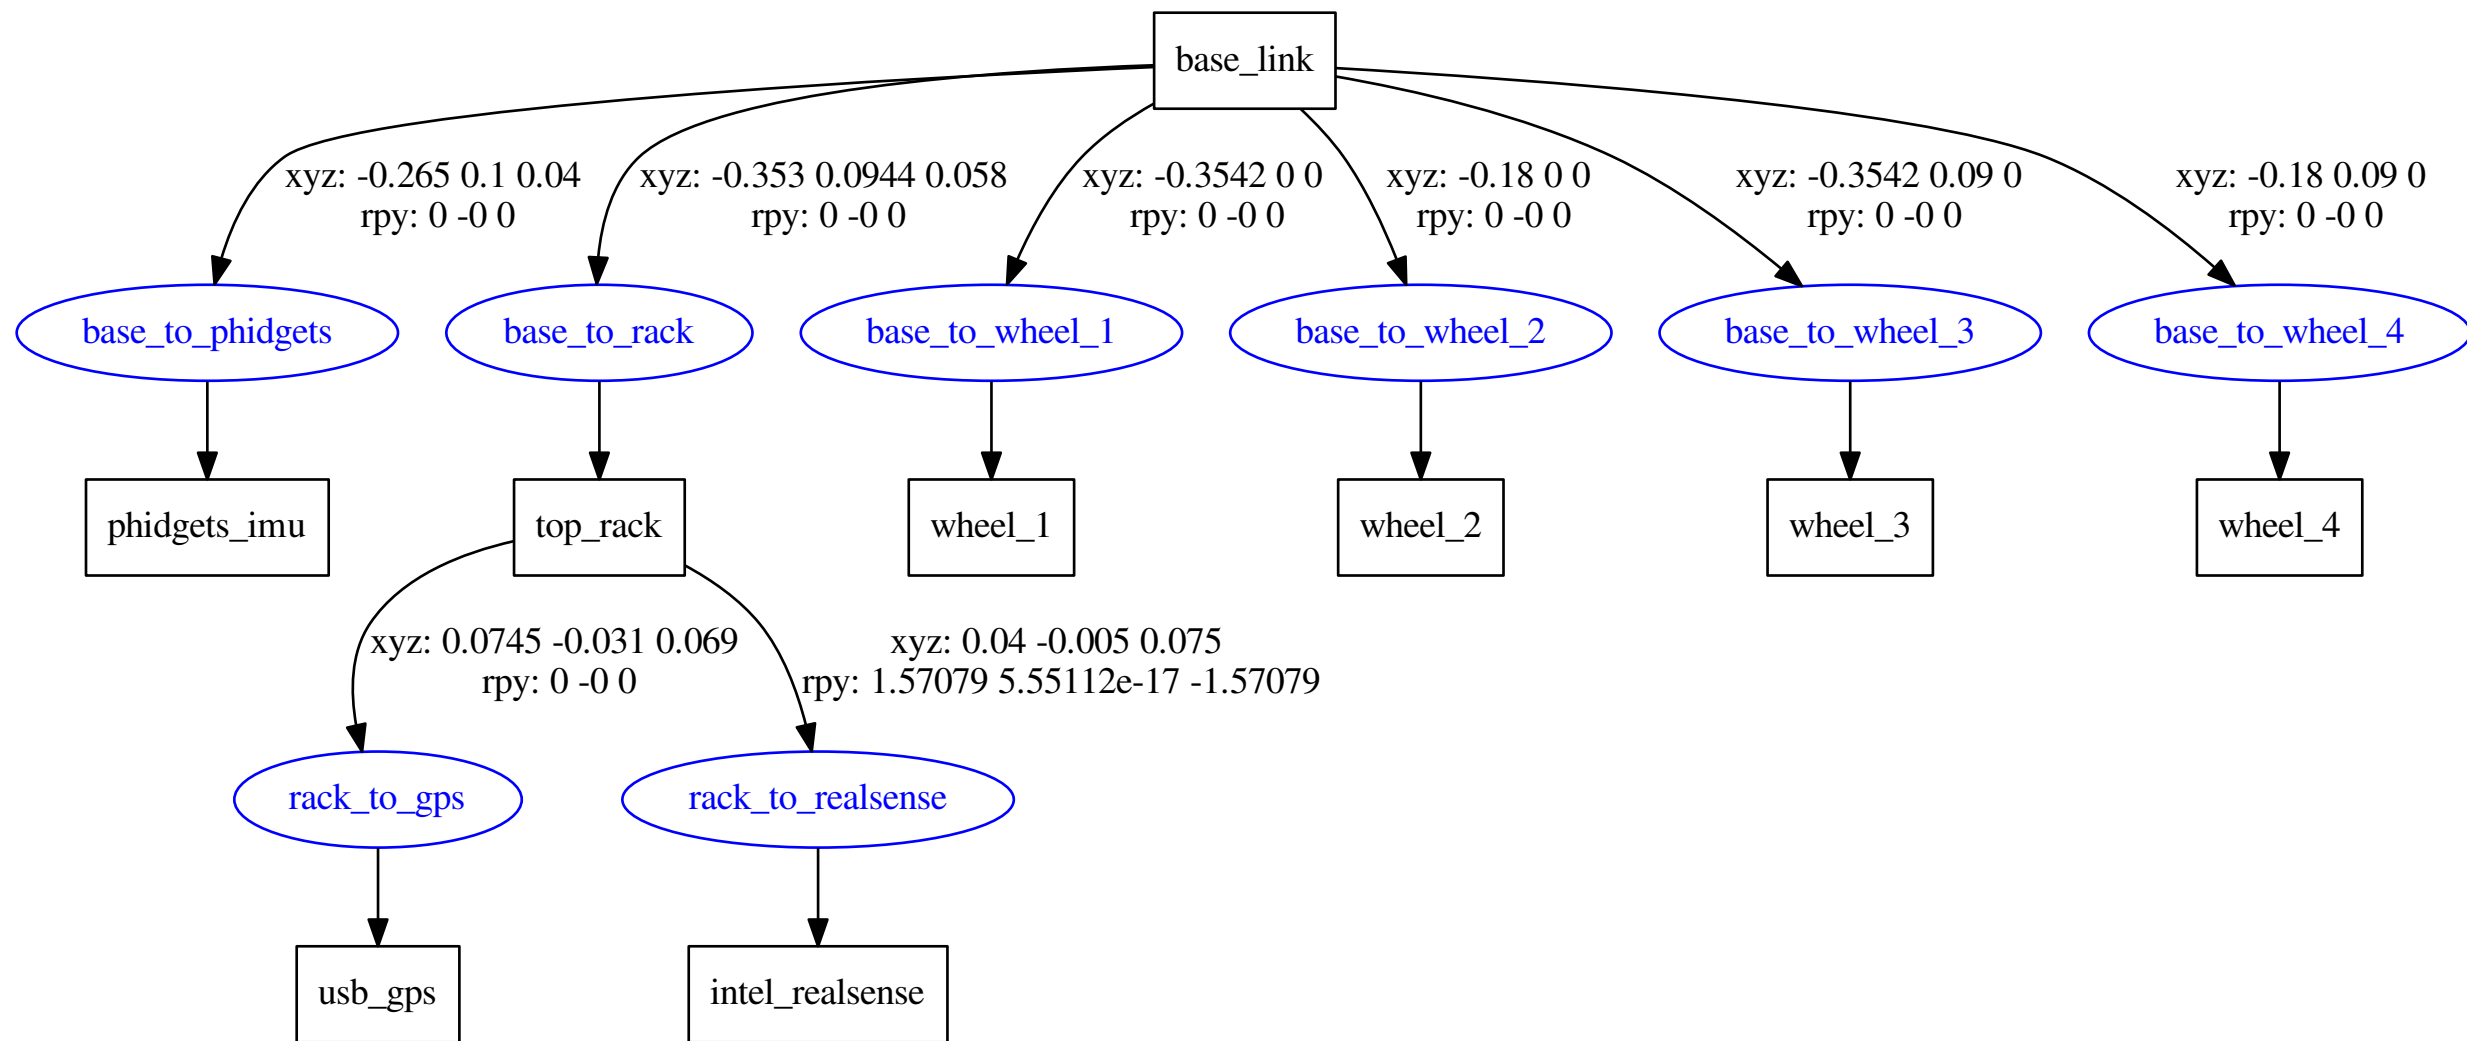 base_link
xyz: -0.265 0.1 0.04
rpy: 0 -0 0
xyz: -0.353 0.0944 0.058
rpy: 0 -0 0
xyz: -0.3542 0 0
rpy: 0 -0 0
xyz: -0.18 0 0
rpy: 0 -0 0
xyz: -0.3542 0.09 0
rpy: 0 -0 0
xyz: -0.18 0.09 0
rpy: 0 -0 0
base_to_phidgets
base_to_rack
base_to_wheel_1
base_to_wheel_2
base_to_wheel_3
base_to_wheel_4
phidgets_imu
top_rack
wheel_1
wheel_2
wheel_3
wheel_4
xyz: 0.0745 -0.031 0.069
rpy: 0 -0 0
xyz: 0.04 -0.005 0.075
rpy: 1.57079 5.55112e-17 -1.57079
rack_to_gps
rack_to_realsense
usb_gps
intel_realsense